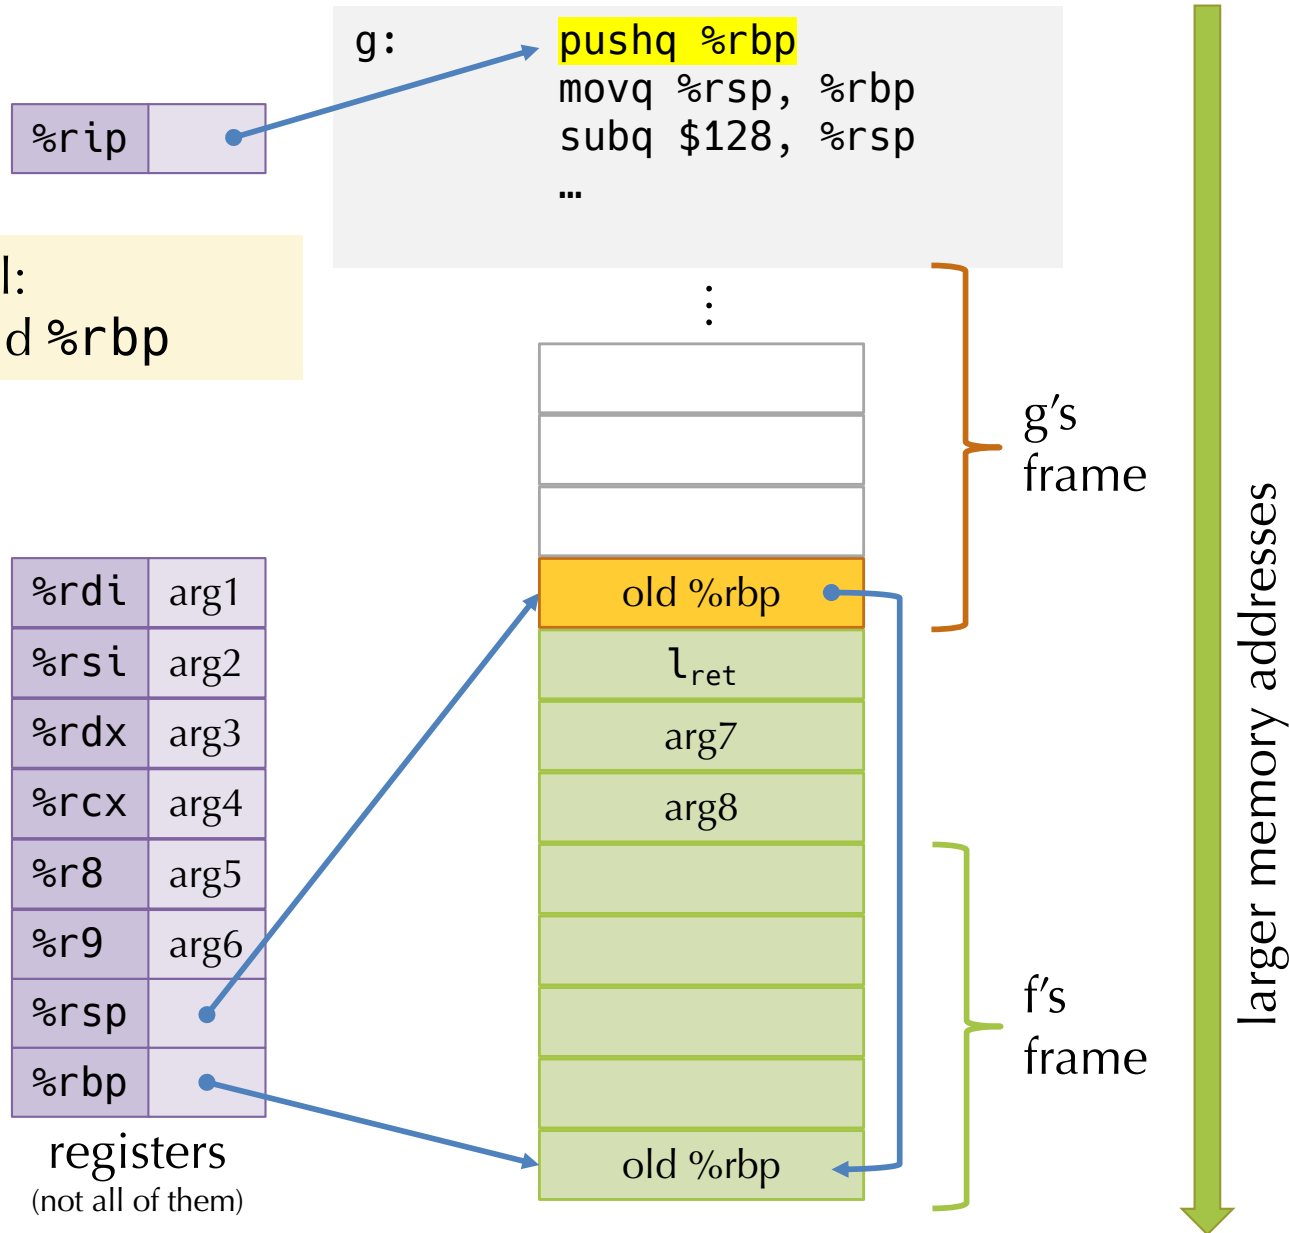 g: pushq %rbp
movq %rsp, %rbp
subq $128, %rsp
…
%rip
l:
d %rbp
⋮
g's
frame
old %rbp
l_ret
arg7
arg8
old %rbp
f's
frame
%rdi arg1
%rsi arg2
%rdx arg3
%rcx arg4
%r8 arg5
%r9 arg6
%rsp
%rbp
registers
(not all of them)
larger memory addresses